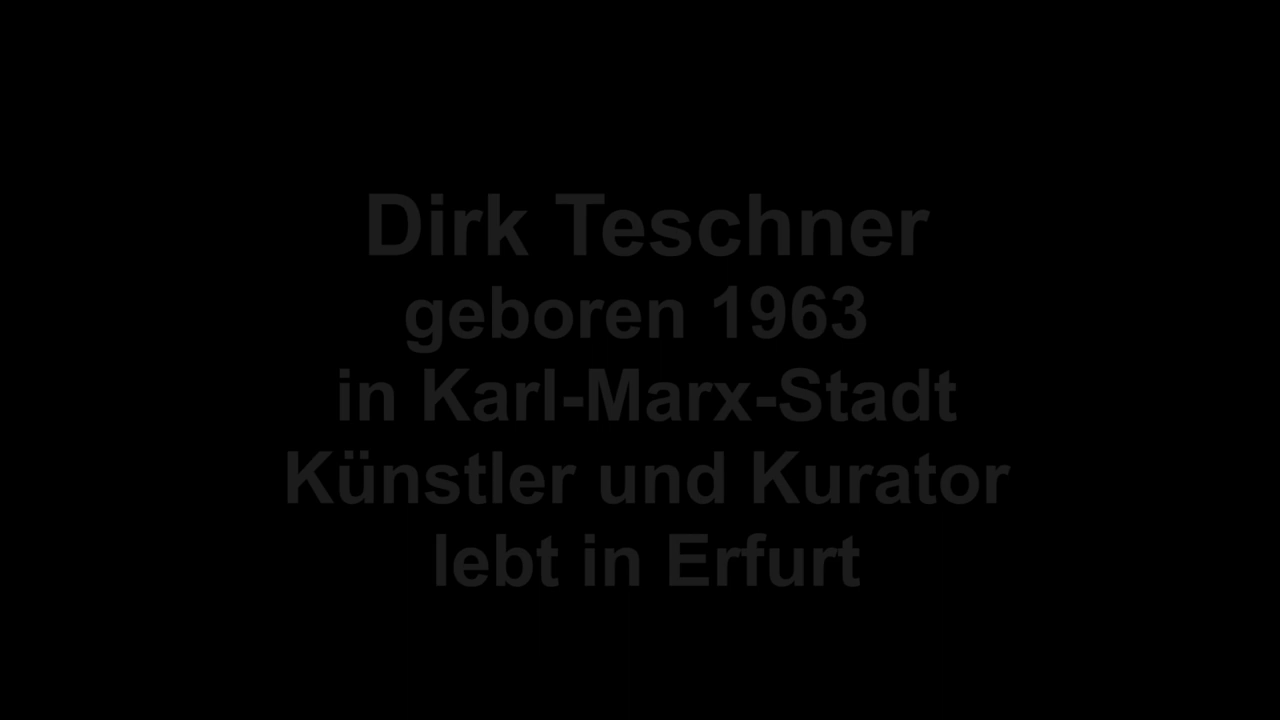 Dirk Teschner
geboren 1963
in Karl-Marx-Stadt
Künstler und Kurator
lebt in Erfurt